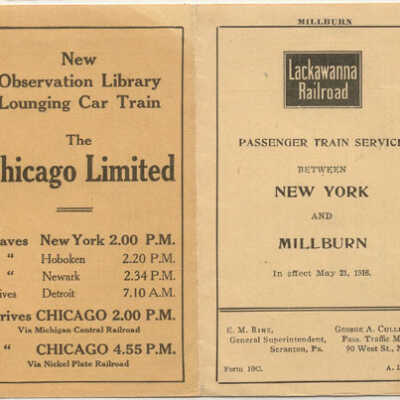 New
Observation Library
Lounging Car Train
The
hicago Limited
aves New York 2.00 P.M.
" Hoboken 2.20 P.M.
" Newark 2.34 P.M.
ives Detroit 7.10 A.M.
rives CHICAGO 2.00 P.M.
Via Michigan Central Railroad
" CHICAGO 4.55 P.M.
Via Nickel Plate Railroad
MILLBURN
Lackawanna
Railroad
PASSENGER TRAIN SERVICE
BETWEEN
NEW YORK
AND
MILLBURN
In effect May 21, 1916.
E. M. RINE,
General Superintendent,
Scranton, Pa.
GEORGE A. CULL
Pass. Traffic M
90 West St., N
Form 10C.
A.